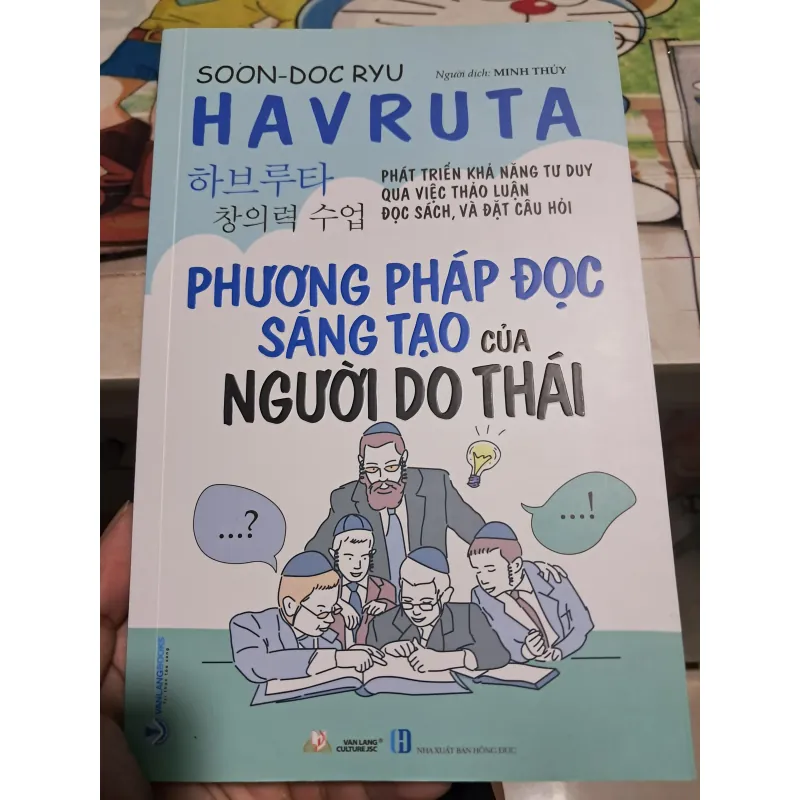 SOON-DOC RYU
Người dịch: MINH THÚY
HAVRUTA
하브루타
창의력 수업
PHÁT TRIỂN KHẢ NĂNG TƯ DUY
QUA VIỆC THẢO LUẬN
ĐỌC SÁCH, VÀ ĐẶT CÂU HỎI
PHƯƠNG PHÁP ĐỌC
SÁNG TẠO CỦA
NGƯỜI DO THÁI
...?
...!
VANLANGBOOKS
VAN LANG®
CULTURE JSC
NHÀ XUẤT BẢN HỒNG ĐỨC